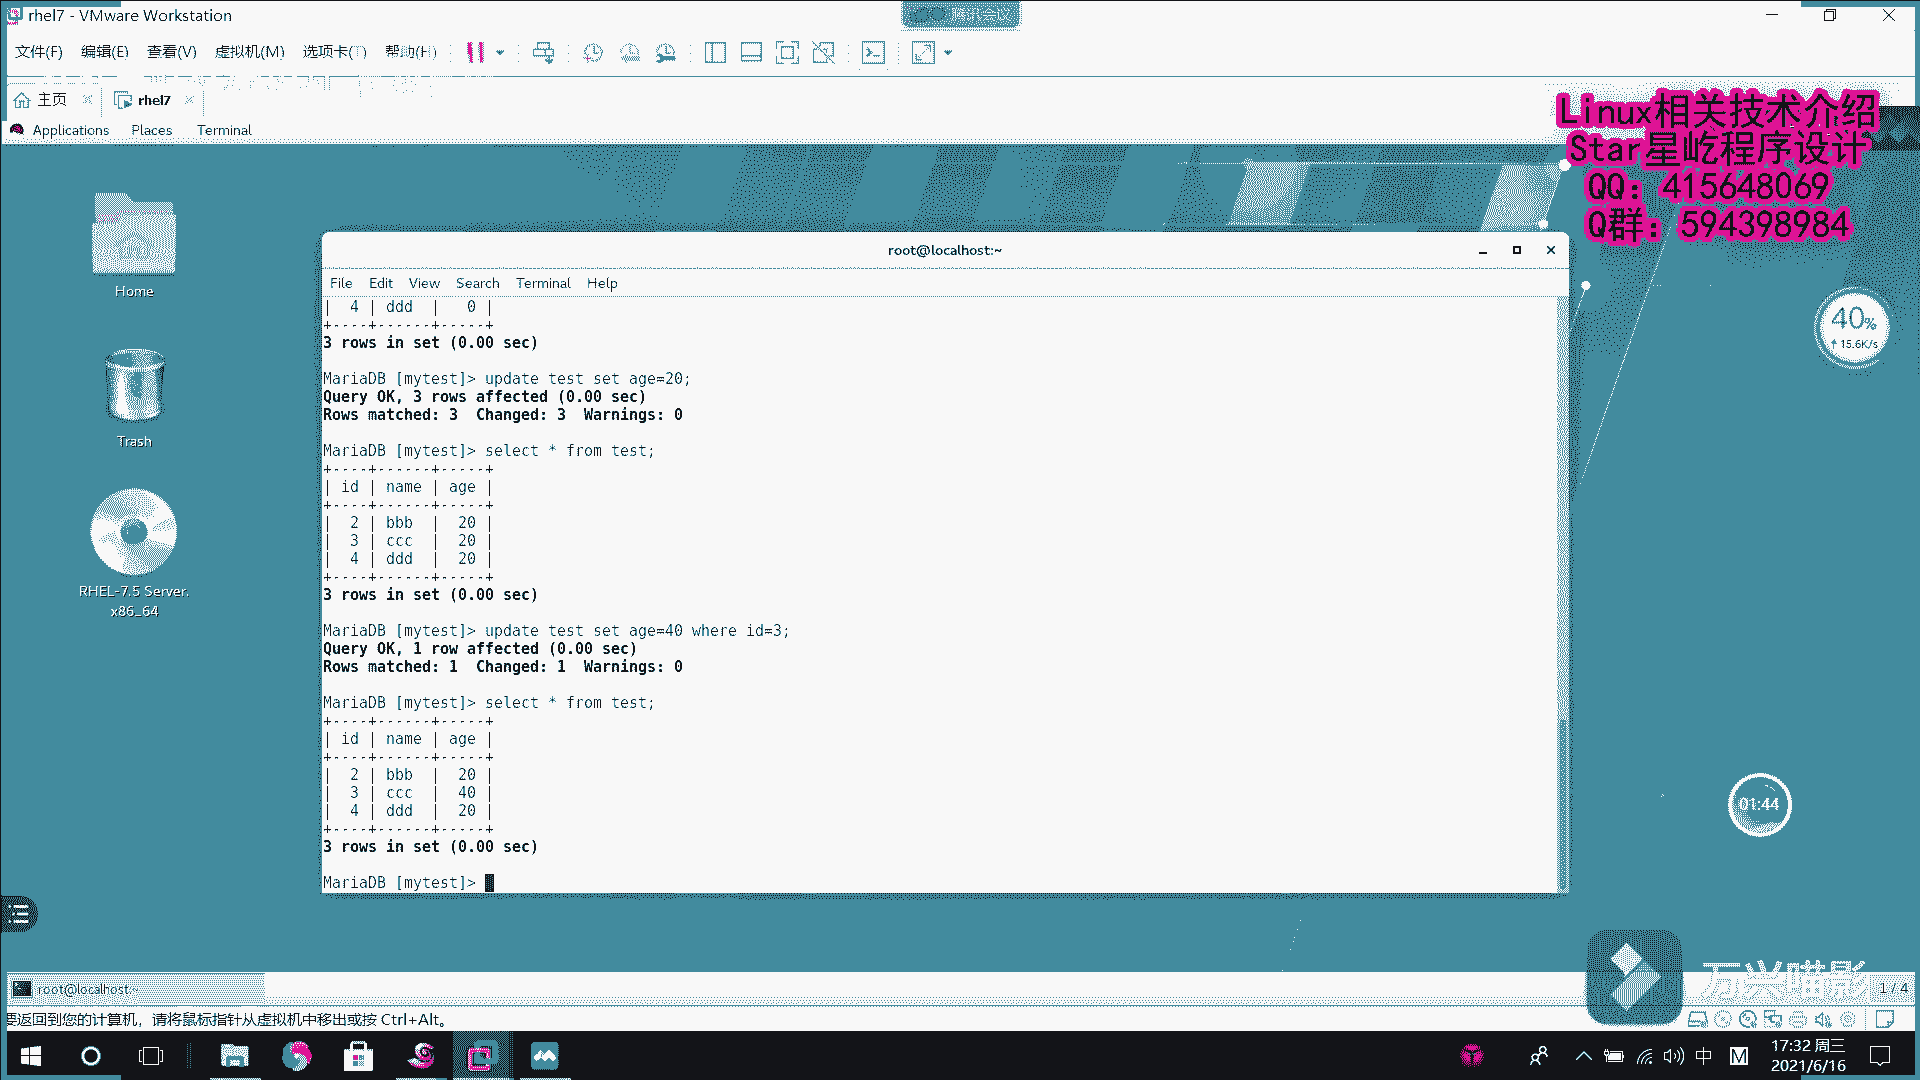 rhel7 - VMware Workstation
腾讯会议
文件(F) 编辑(E) 查看(V) 虚拟机(M) 选项卡(T) 帮助(H)
主页 rhel7
Applications Places Terminal
Linux相关技术介绍
Star星屹程序设计
QQ: 415648069
Q群: 594398984
Home
Trash
RHEL-7.5 Server.
x86_64
root@localhost:~
File Edit View Search Terminal Help
| 4 | ddd | 0 |
+----+------+-----+
3 rows in set (0.00 sec)
MariaDB [mytest]> update test set age=20;
Query OK, 3 rows affected (0.00 sec)
Rows matched: 3 Changed: 3 Warnings: 0
MariaDB [mytest]> select * from test;
+----+------+-----+
| id | name | age |
+----+------+-----+
| 2 | bbb | 20 |
| 3 | ccc | 20 |
| 4 | ddd | 20 |
+----+------+-----+
3 rows in set (0.00 sec)
MariaDB [mytest]> update test set age=40 where id=3;
Query OK, 1 row affected (0.00 sec)
Rows matched: 1 Changed: 1 Warnings: 0
MariaDB [mytest]> select * from test;
+----+------+-----+
| id | name | age |
+----+------+-----+
| 2 | bbb | 20 |
| 3 | ccc | 40 |
| 4 | ddd | 20 |
+----+------+-----+
3 rows in set (0.00 sec)
MariaDB [mytest]>
40%
15.6K/s
01:44
万兴喵影
root@localhost:~
1 / 4
要返回到您的计算机，请将鼠标指针从虚拟机中移出或按 Ctrl+Alt。
中 M
17:32 周三
2021/6/16